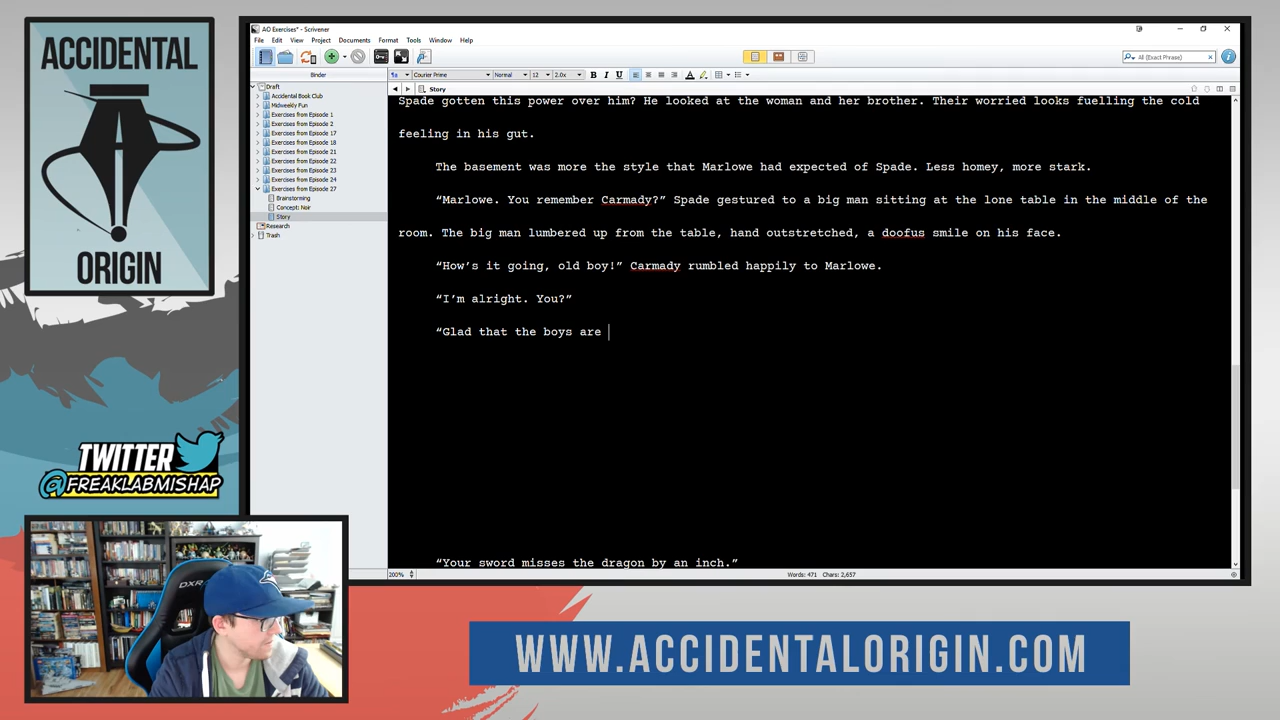 ACCIDENTAL
ORIGIN
TWITTER
@FREAKLABMISHAP
AO Exercises* - Scrivener
File Edit View Project Documents Format Tools Window Help
All (Exact Phrase)
Binder
Courier Prime Normal 12 2.0x B I U
Draft
Accidental Book Club
Midweekly Fun
Exercises from Episode 1
Exercises from Episode 2
Exercises from Episode 17
Exercises from Episode 18
Exercises from Episode 21
Exercises from Episode 22
Exercises from Episode 23
Exercises from Episode 24
Exercises from Episode 27
Brainstorming
Concept: Noir
Story
Research
Trash
Story
Spade gotten this power over him? He looked at the woman and her brother. Their worried looks fuelling the cold
feeling in his gut.
The basement was more the style that Marlowe had expected of Spade. Less homey, more stark.
“Marlowe. You remember Carmady?” Spade gestured to a big man sitting at the lone table in the middle of the
room. The big man lumbered up from the table, hand outstretched, a doofus smile on his face.
“How’s it going, old boy!” Carmady rumbled happily to Marlowe.
“I’m alright. You?”
“Glad that the boys are
“Your sword misses the dragon by an inch.”
200%
Words: 471 Chars: 2,657
DXR
WWW.ACCIDENTALORIGIN.COM